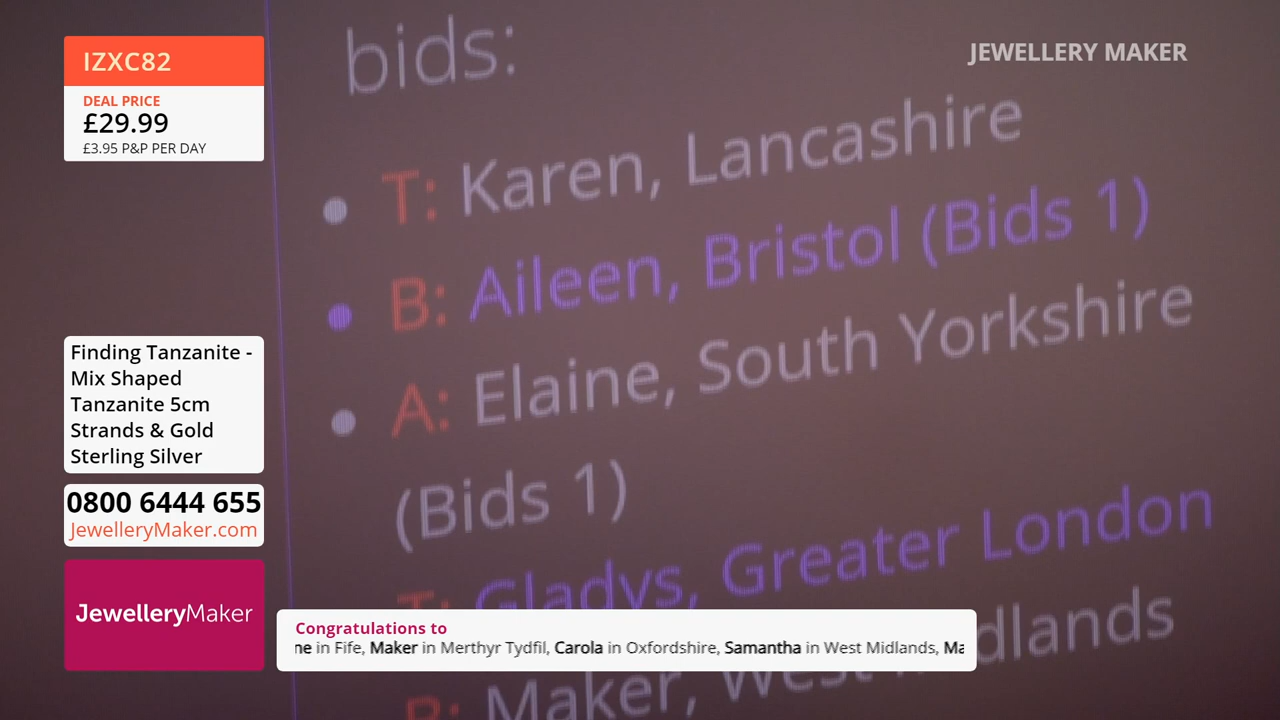 IZXC82
DEAL PRICE
£29.99
£3.95 P&P PER DAY
JEWELLERY MAKER
bids:
T: Karen, Lancashire
B: Aileen, Bristol (Bids 1)
A: Elaine, South Yorkshire
(Bids 1)
T: Gladys, Greater London
B: Maker, West Midlands
Finding Tanzanite -
Mix Shaped
Tanzanite 5cm
Strands & Gold
Sterling Silver
0800 6444 655
JewelleryMaker.com
JewelleryMaker
Congratulations to
ne in Fife, Maker in Merthyr Tydfil, Carola in Oxfordshire, Samantha in West Midlands, Ma